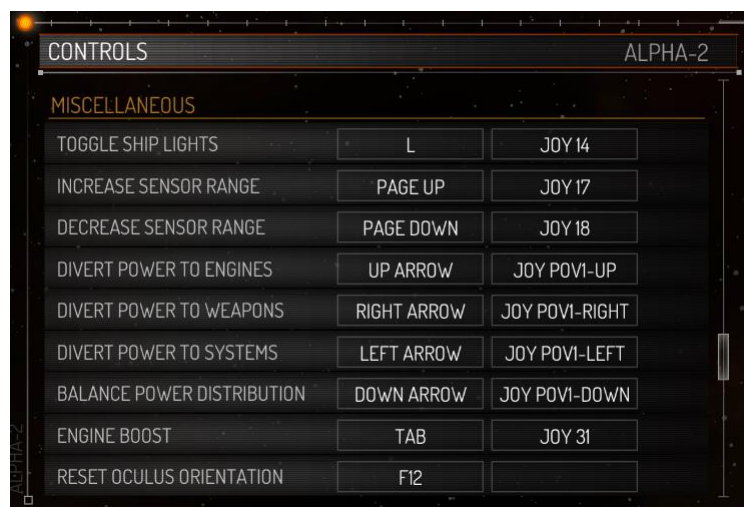 CONTROLS ALPHA-2
MISCELLANEOUS
TOGGLE SHIP LIGHTS L JOY 14
INCREASE SENSOR RANGE PAGE UP JOY 17
DECREASE SENSOR RANGE PAGE DOWN JOY 18
DIVERT POWER TO ENGINES UP ARROW JOY POV1-UP
DIVERT POWER TO WEAPONS RIGHT ARROW JOY POV1-RIGHT
DIVERT POWER TO SYSTEMS LEFT ARROW JOY POV1-LEFT
BALANCE POWER DISTRIBUTION DOWN ARROW JOY POV1-DOWN
ENGINE BOOST TAB JOY 31
RESET OCULUS ORIENTATION F12
ALPHA-2